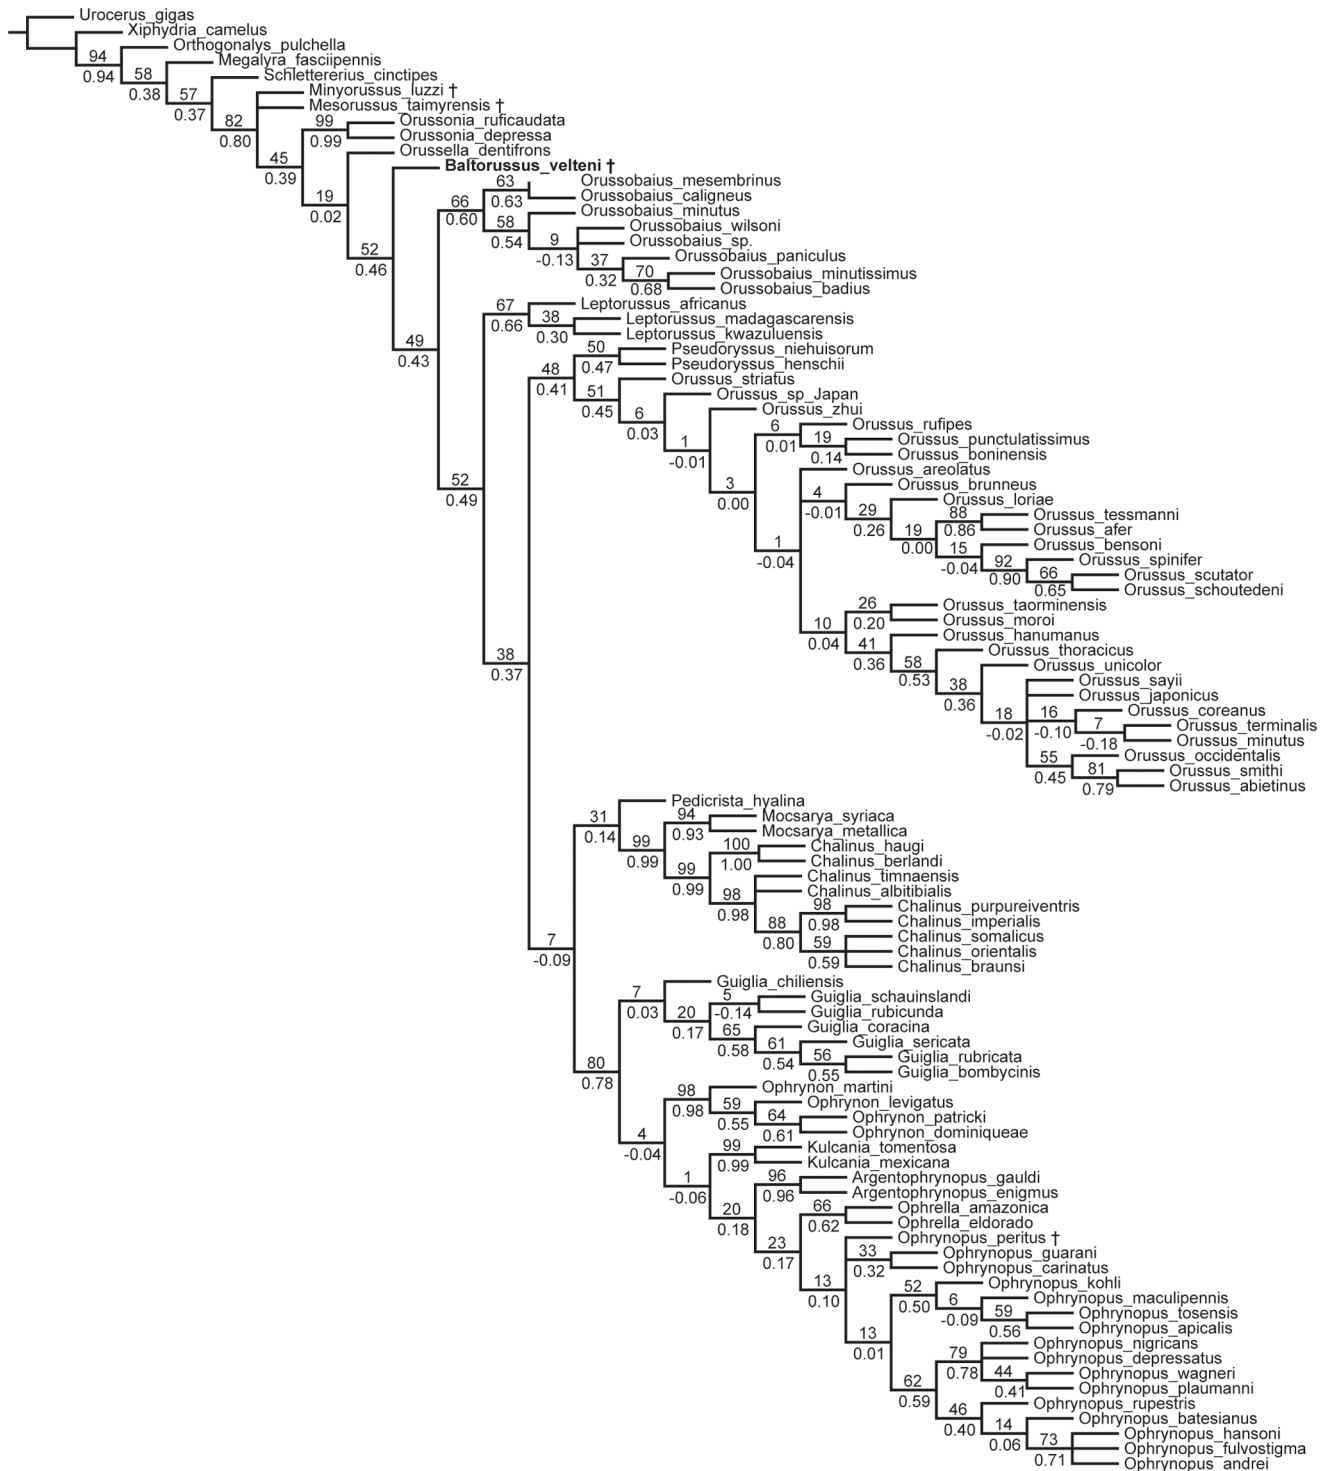 Urocerus_gigas
Xiphydria_camelus
Orthogonalys_pulchella
94
0.94
Megalyra_fasciipennis
58
0.38
Schlettererius_cinctipes
57
0.37
Minyorussus_luzzi †
Mesorussus_taimyrensis †
82
0.80
99
0.99
Orussonia_ruficaudata
Orussonia_depressa
45
0.39
Orussella_dentifrons
19
0.02
Baltorussus_velteni †
52
0.46
63
0.63
Orussobaius_mesembrinus
Orussobaius_caligneus
66
0.60
Orussobaius_minutus
58
0.54
Orussobaius_wilsoni
Orussobaius_sp.
9
-0.13
Orussobaius_paniculus
37
0.32
70
0.68
Orussobaius_minutissimus
Orussobaius_badius
49
0.43
67
0.66
Leptorussus_africanus
38
0.30
Leptorussus_madagascarensis
Leptorussus_kwazuluensis
52
0.49
50
0.47
Pseudoryssus_niehuisorum
Pseudoryssus_henschii
48
0.41
51
0.45
Orussus_striatus
6
0.03
Orussus_sp_Japan
1
-0.01
Orussus_zhui
3
0.00
6
0.01
Orussus_rufipes
19
0.14
Orussus_punctulatissimus
Orussus_boninensis
1
-0.04
Orussus_areolatus
4
-0.01
Orussus_brunneus
29
0.26
Orussus_loriae
19
0.00
88
0.86
Orussus_tessmanni
Orussus_afer
15
-0.04
Orussus_bensoni
92
0.90
Orussus_spinifer
66
0.65
Orussus_scutator
Orussus_schoutedeni
10
0.04
26
0.20
Orussus_taorminensis
Orussus_moroi
41
0.36
Orussus_hanumanus
58
0.53
Orussus_thoracicus
38
0.36
Orussus_unicolor
18
-0.02
Orussus_sayii
Orussus_japonicus
16
-0.10
Orussus_coreanus
7
-0.18
Orussus_terminalis
Orussus_minutus
55
0.45
Orussus_occidentalis
81
0.79
Orussus_smithi
Orussus_abietinus
38
0.37
31
0.14
Pedicrista_hyalina
99
0.99
94
0.93
Mocsarya_syriaca
Mocsarya_metallica
99
0.99
100
1.00
Chalinus_haugi
Chalinus_berlandi
98
0.98
Chalinus_timnaensis
Chalinus_albitibialis
88
0.80
98
0.98
Chalinus_purpureiventris
Chalinus_imperialis
59
0.59
Chalinus_somalicus
Chalinus_orientalis
Chalinus_braunsi
7
-0.09
80
0.78
7
0.03
Guiglia_chiliensis
20
0.17
5
-0.14
Guiglia_schauinslandi
Guiglia_rubicunda
65
0.58
Guiglia_coracina
61
0.54
Guiglia_sericata
56
0.55
Guiglia_rubricata
Guiglia_bombycinis
4
-0.04
98
0.98
Ophrynon_martini
59
0.55
Ophrynon_levigatus
64
0.61
Ophrynon_patricki
Ophrynon_dominiqueae
1
-0.06
99
0.99
Kulcania_tomentosa
Kulcania_mexicana
20
0.18
96
0.96
Argentophrynopus_gauldi
Argentophrynopus_enigmus
23
0.17
66
0.62
Ophrella_amazonica
Ophrella_eldorado
13
0.10
Ophrynopus_peritus †
33
0.32
Ophrynopus_guarani
Ophrynopus_carinatus
13
0.01
52
0.50
Ophrynopus_kohli
6
-0.09
Ophrynopus_maculipennis
59
0.56
Ophrynopus_tosensis
Ophrynopus_apicalis
62
0.59
79
0.78
Ophrynopus_nigricans
Ophrynopus_depressatus
44
0.41
Ophrynopus_wagneri
Ophrynopus_plaumanni
46
0.40
Ophrynopus_rupestris
14
0.06
Ophrynopus_batesianus
73
0.71
Ophrynopus_hansoni
Ophrynopus_fulvostigma
Ophrynopus_andrei